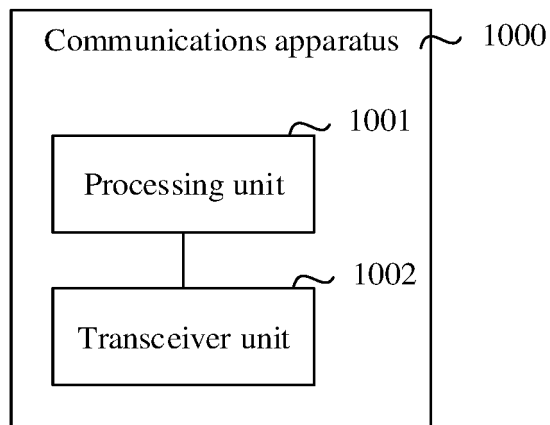 Communications apparatus 1000
1001
Processing unit
1002
Transceiver unit